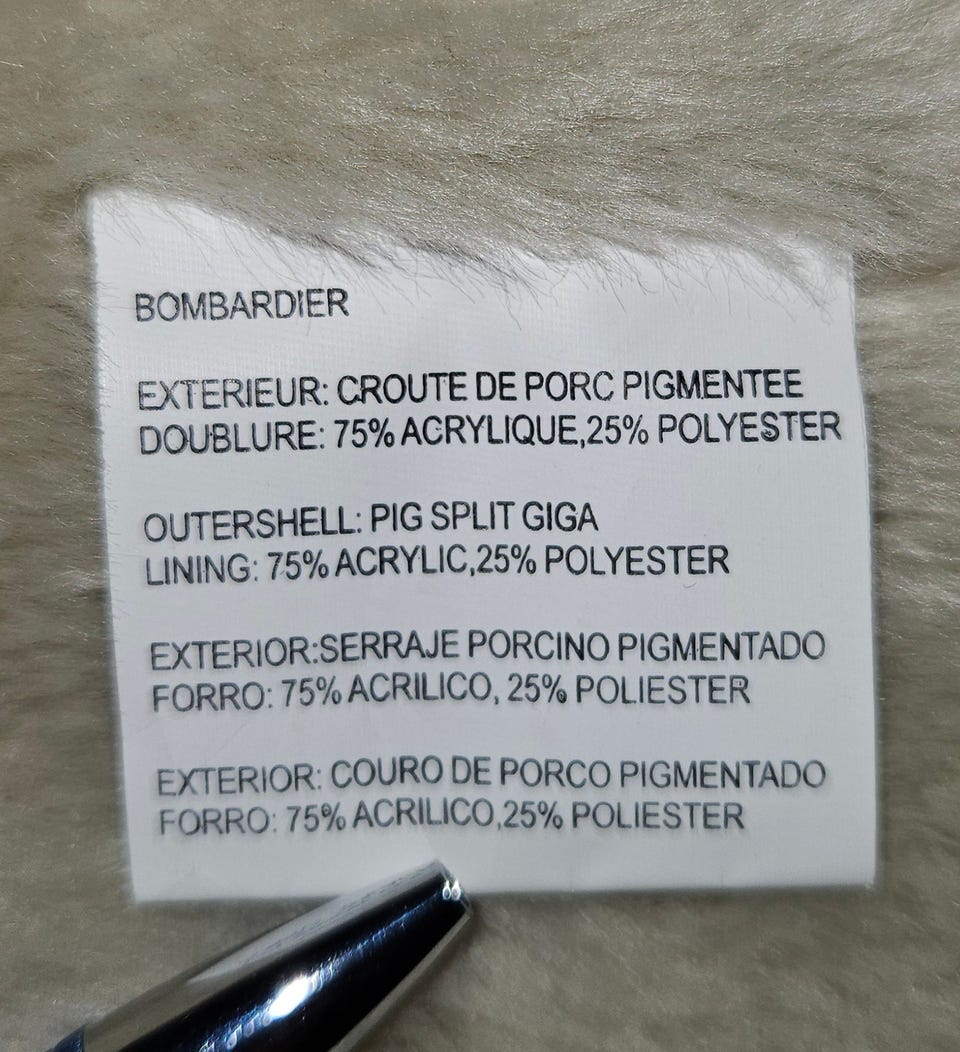 BOMBARDIER
EXTERIEUR: CROUTE DE PORC PIGMENTEE
DOUBLURE: 75% ACRYLIQUE,25% POLYESTER
OUTERSHELL: PIG SPLIT GIGA
LINING: 75% ACRYLIC,25% POLYESTER
EXTERIOR:SERRAJE PORCINO PIGMENTADO
FORRO: 75% ACRILICO, 25% POLIESTER
EXTERIOR: COURO DE PORCO PIGMENTADO
FORRO: 75% ACRILICO,25% POLIESTER